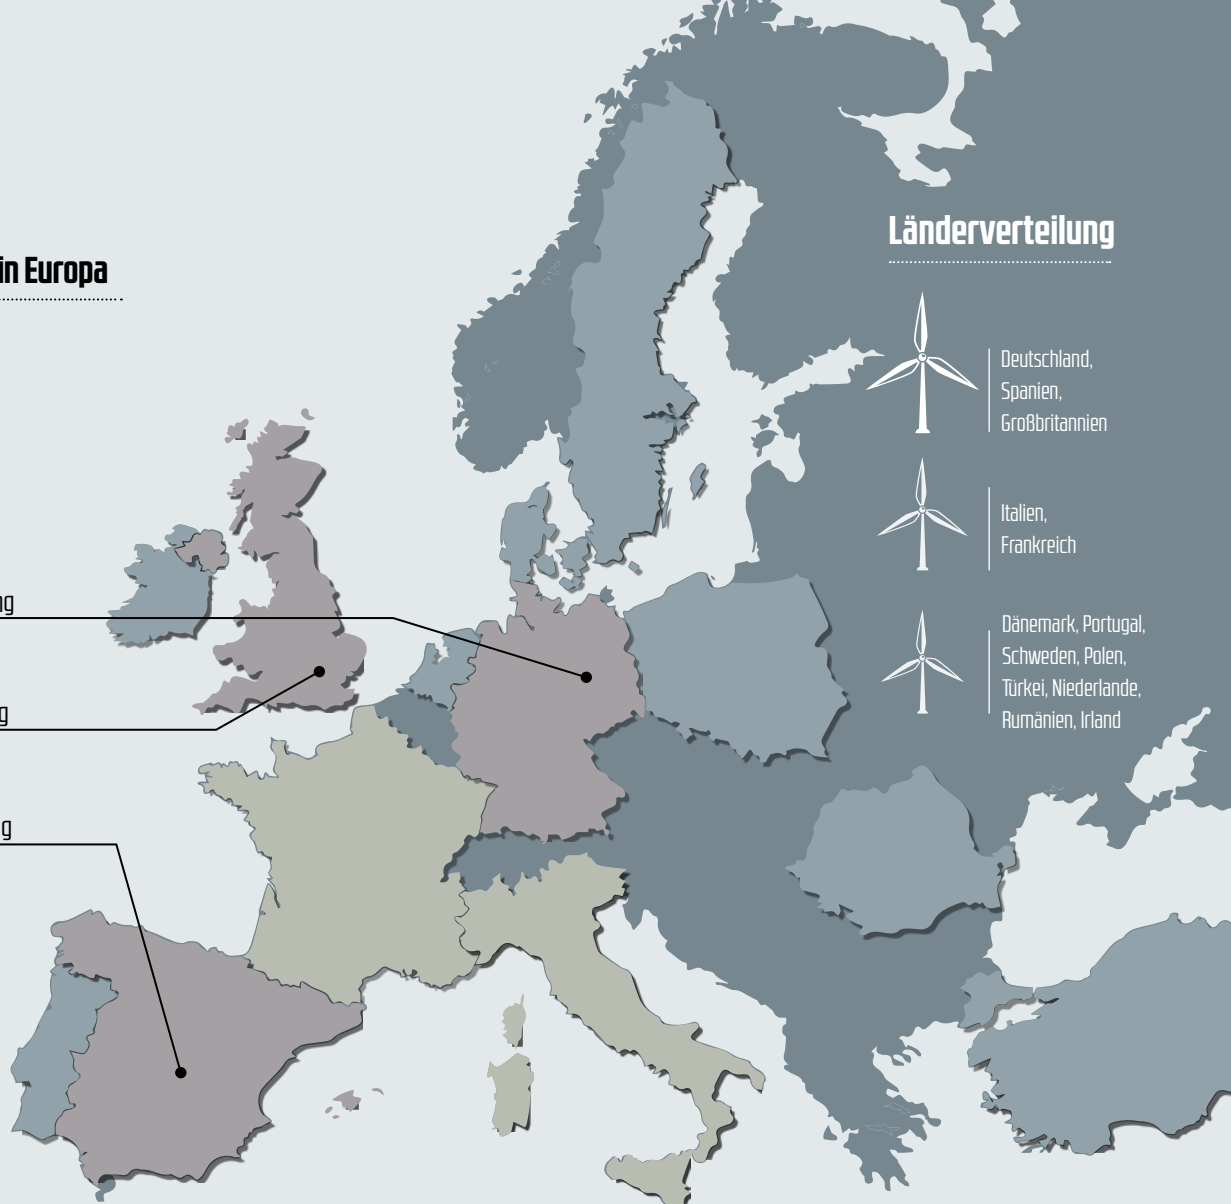 Länderverteilung
in Europa
Deutschland,
Spanien,
Großbritannien
Italien,
Frankreich
Dänemark, Portugal,
Schweden, Polen,
Türkei, Niederlande,
Rumänien, Irland